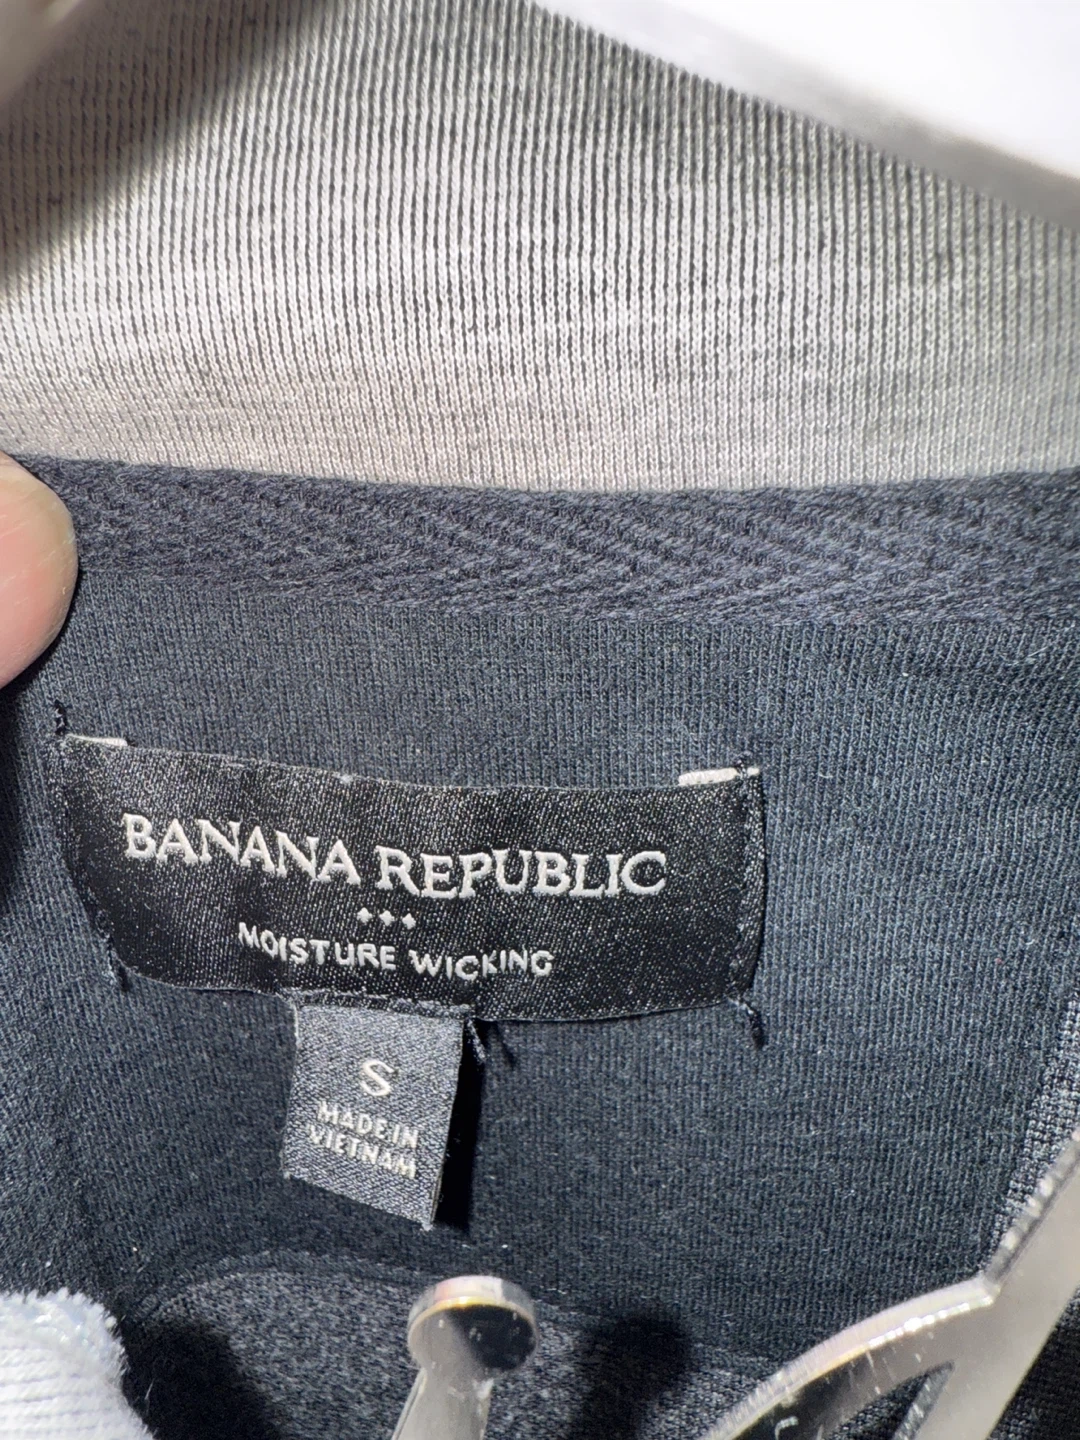 BANANA REPUBLIC
MOISTURE WICKING
S
MADE IN
VIETNAM